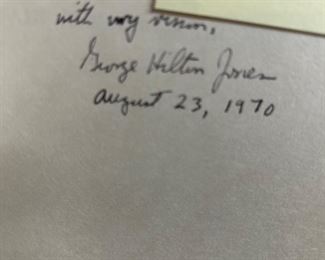 with my
George Hilton Jones
August 23, 1970